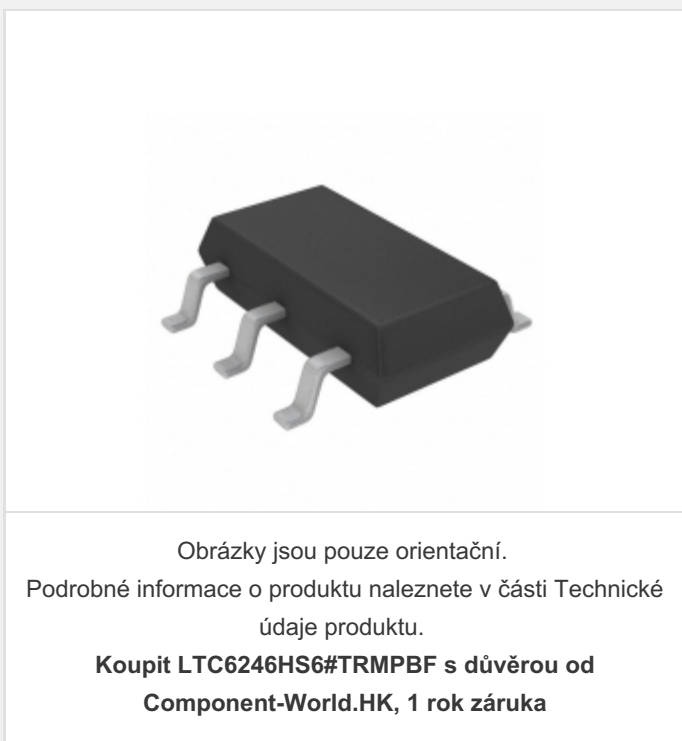 Obrázky jsou pouze orientační.
Podrobné informace o produktu naleznete v části Technické
údaje produktu.
Koupit LTC6246HS6#TRMPBF s důvěrou od
Component-World.HK, 1 rok záruka